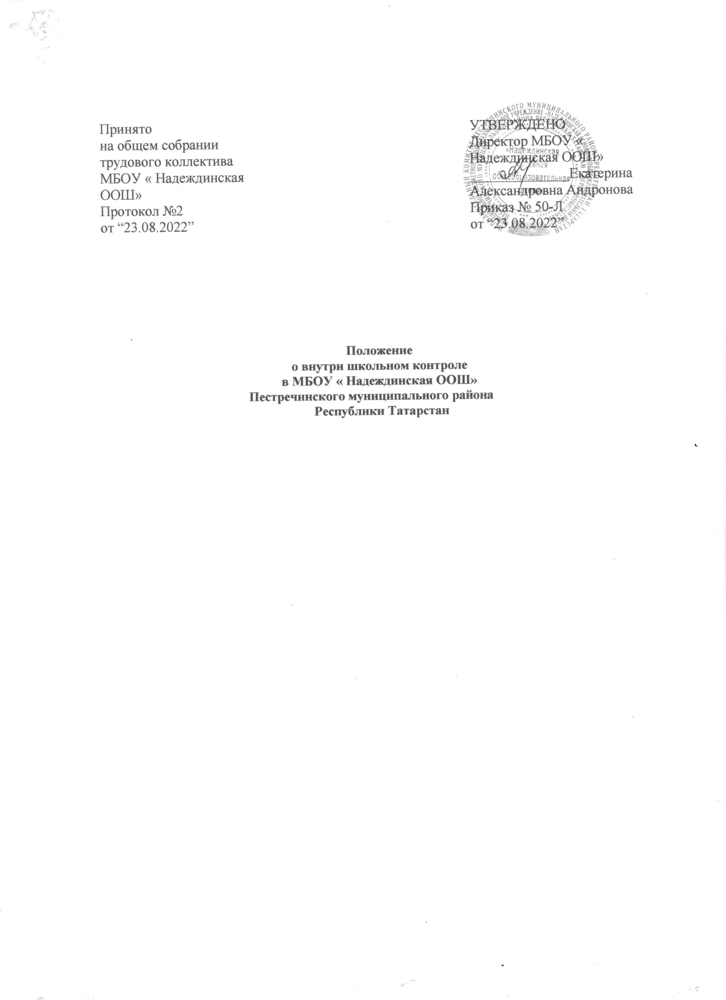 Принято
на общем собрании
трудового коллектива
МБОУ « Надеждинская
ООШ»
Протокол №2
от “23.08.2022”
УТВЕРЖДЕНО
Директор МБОУ «
Надеждинская ООШ»
Екатерина
Александровна Андронова
Приказ № 50-Л
от “23.08.2022”
«Надеждинская
общеобразовательная
Положение
о внутри школьном контроле
в МБОУ « Надеждинская ООШ»
Пестречинского муниципального района
Республики Татарстан